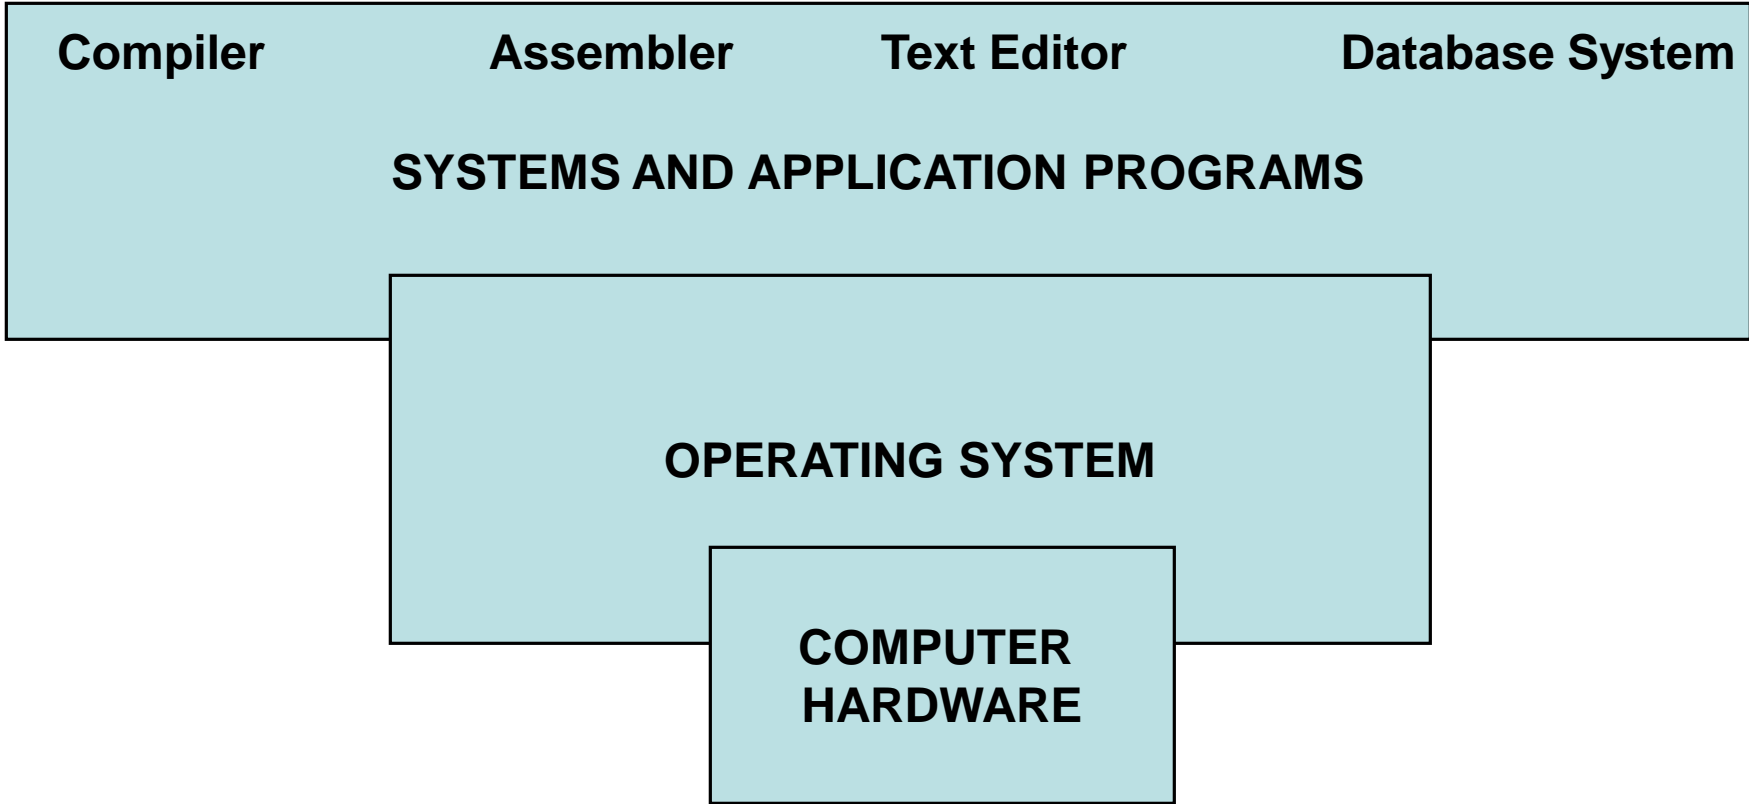 Compiler Assembler Text Editor Database System
SYSTEMS AND APPLICATION PROGRAMS
OPERATING SYSTEM
COMPUTER
HARDWARE